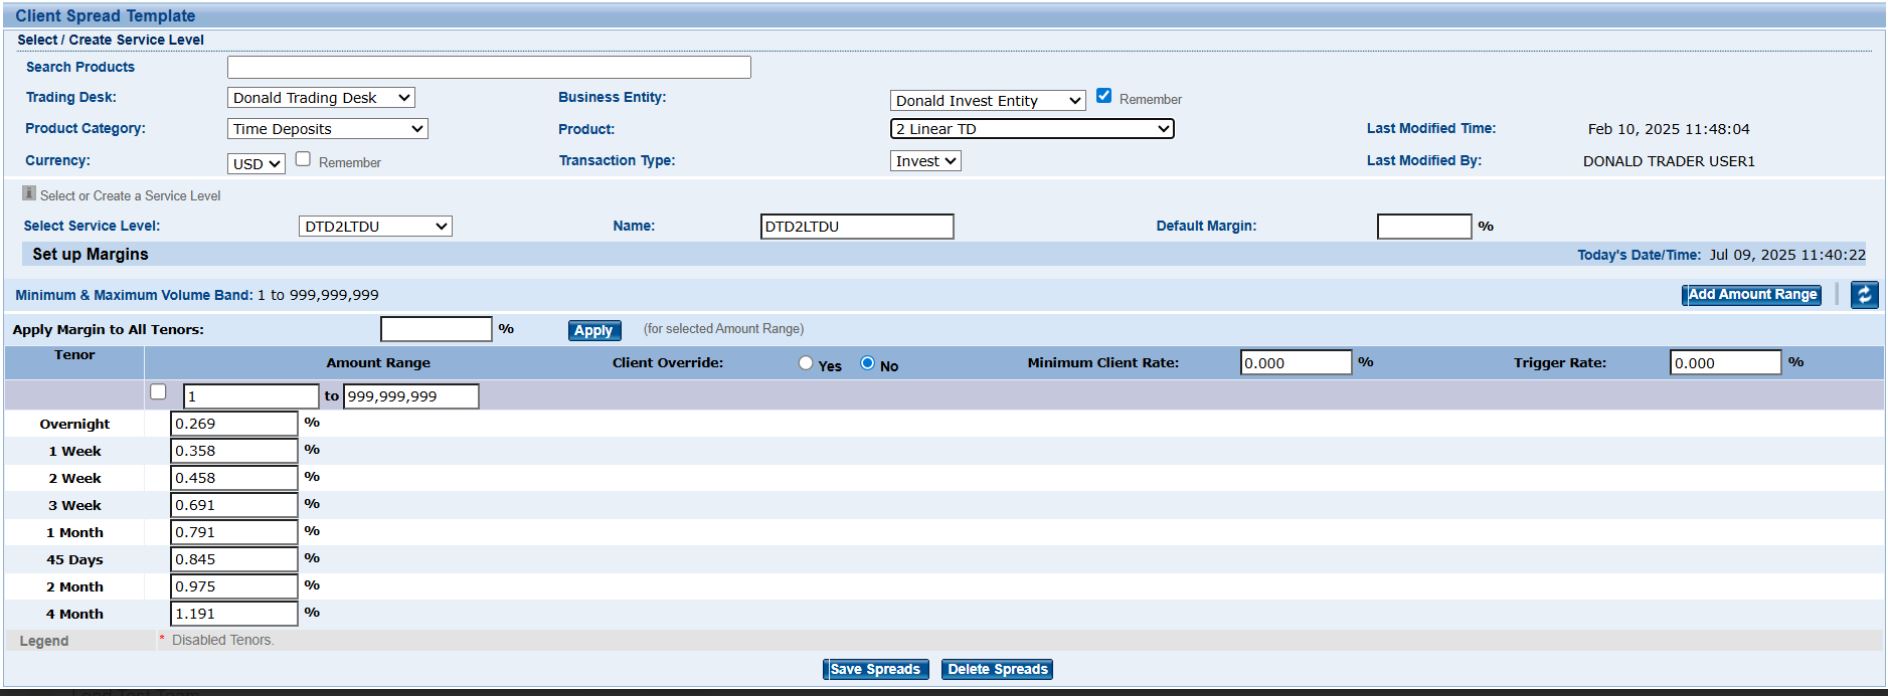 Client Spread Template
Select / Create Service Level
Search Products
Trading Desk: Donald Trading Desk Business Entity: Donald Invest Entity Remember
Product Category: Time Deposits Product: 2 Linear TD Last Modified Time: Feb 10, 2025 11:48:04
Currency: USD Remember Transaction Type: Invest Last Modified By: DONALD TRADER USER1
Select or Create a Service Level
Select Service Level: DTD2LTDU Name: DTD2LTDU Default Margin: %
Set up Margins Today's Date/Time: Jul 09, 2025 11:40:22
Minimum & Maximum Volume Band: 1 to 999,999,999 Add Amount Range
Apply Margin to All Tenors: % Apply (for selected Amount Range)
Tenor Amount Range Client Override: Yes No Minimum Client Rate: 0.000 % Trigger Rate: 0.000 %
1 to 999,999,999
Overnight 0.269 %
1 Week 0.358 %
2 Week 0.458 %
3 Week 0.691 %
1 Month 0.791 %
45 Days 0.845 %
2 Month 0.975 %
4 Month 1.191 %
Legend * Disabled Tenors.
Save Spreads Delete Spreads